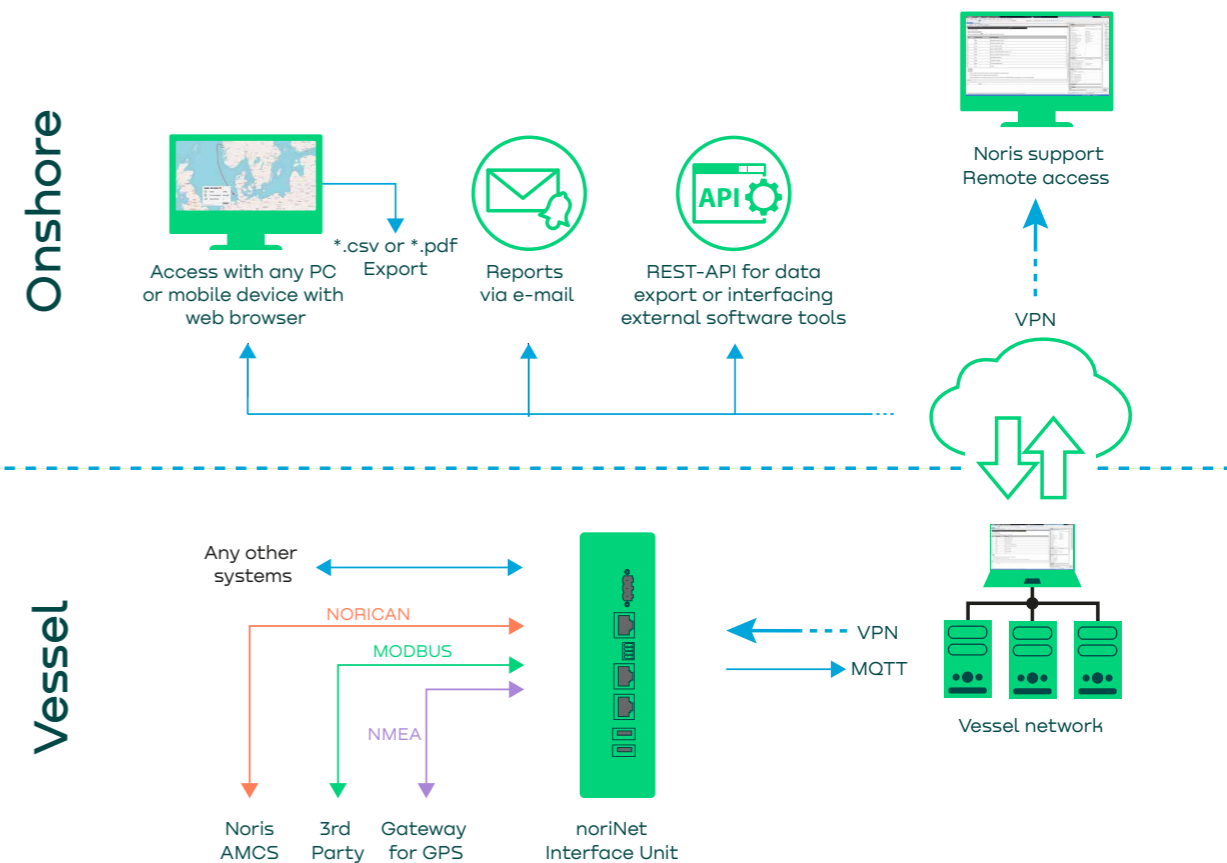 Onshore
Noris support
Remote access
API
*.csv or *.pdf
Export
Access with any PC
or mobile device with
web browser
Reports
via e-mail
REST-API for data
export or interfacing
external software tools
VPN
Vessel
Any other
systems
NORICAN
MODBUS
NMEA
VPN
MQTT
Vessel network
Noris
AMCS
3rd
Party
Gateway
for GPS
noriNet
Interface Unit